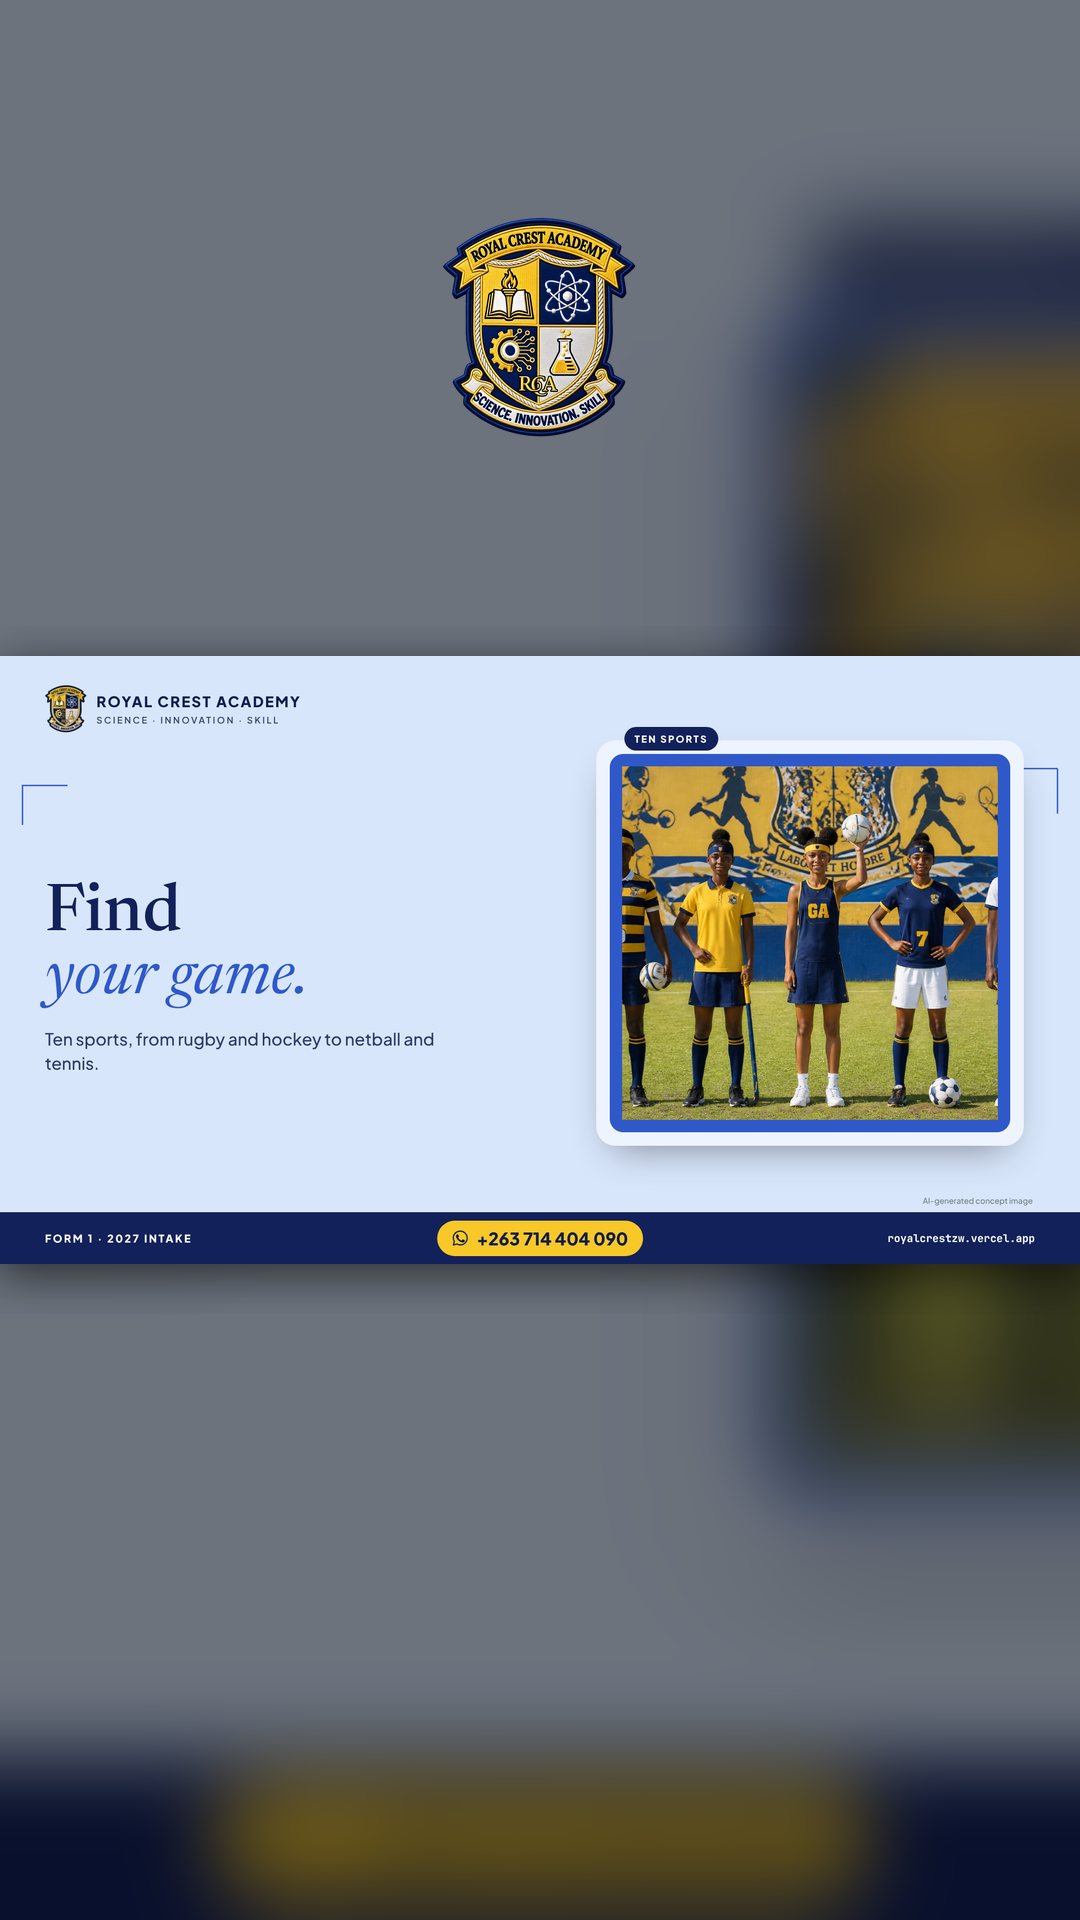 ROYAL CREST ACADEMY
RCA
SCIENCE. INNOVATION. SKILL
ROYAL CREST ACADEMY
SCIENCE · INNOVATION · SKILL
TEN SPORTS
GA
7
Find
your game.
Ten sports, from rugby and hockey to netball and
tennis.
AI-generated concept image
FORM 1 · 2027 INTAKE
+263 714 404 090
royalcrestzw.vercel.app